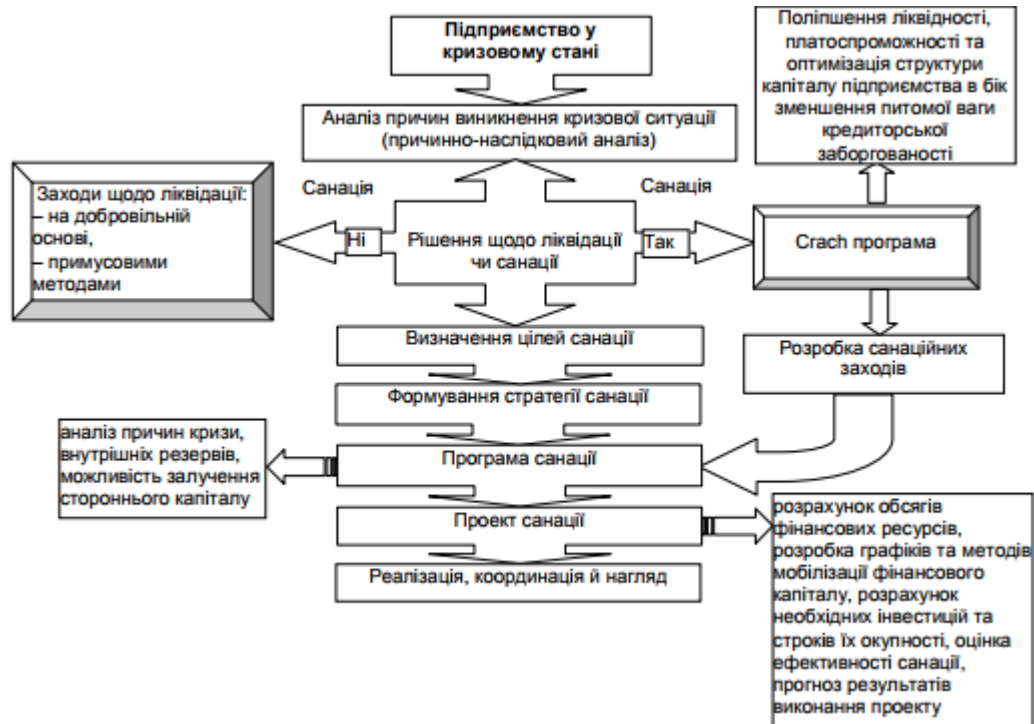 Підприємство у
кризовому стані
Поліпшення ліквідності,
платоспроможності та
оптимізація структури
капіталу підприємства в бік
зменшення питомої ваги
кредиторської
заборгованості
Аналіз причин виникнення кризової ситуації
(причинно-наслідковий аналіз)
Заходи щодо ліквідації:
– на добровільній
основі,
– примусовими
методами
Санація
Ні
Рішення щодо ліквідації
чи санації
Санація
Так
Crach програма
Визначення цілей санації
Розробка санаційних
заходів
Формування стратегії санації
аналіз причин кризи,
внутрішніх резервів,
можливість залучення
стороннього капіталу
Програма санації
Проект санації
розрахунок обсягів
фінансових ресурсів,
розробка графіків та методів
мобілізації фінансового
капіталу, розрахунок
необхідних інвестицій та
строків їх окупності, оцінка
ефективності санації,
прогноз результатів
виконання проекту
Реалізація, координація й нагляд